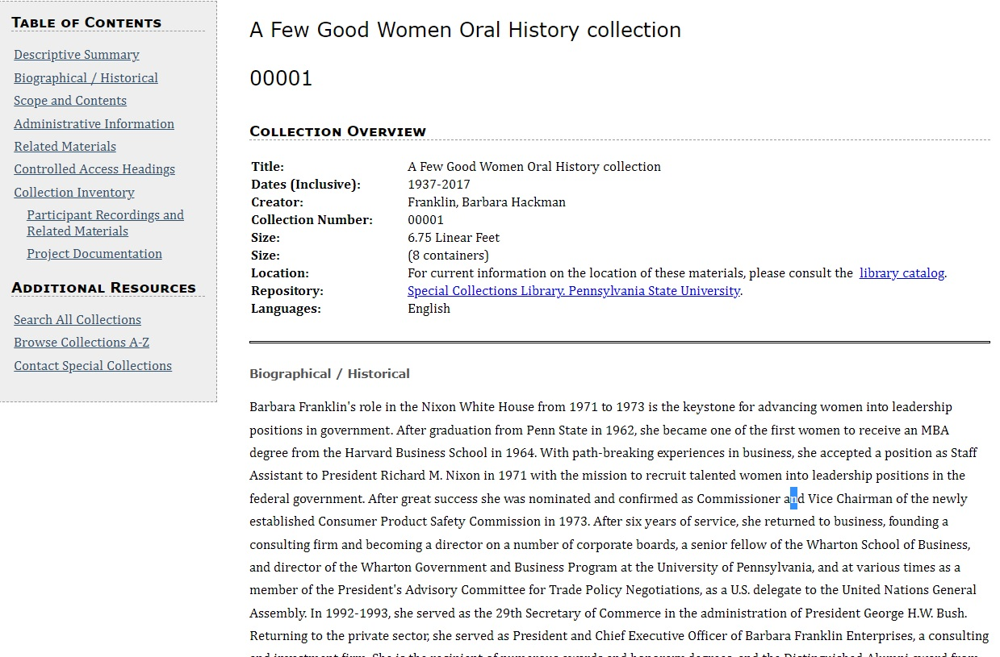 TABLE OF CONTENTS
Descriptive Summary
Biographical / Historical
Scope and Contents
Administrative Information
Related Materials
Controlled Access Headings
Collection Inventory
Participant Recordings and
Related Materials
Project Documentation
ADDITIONAL RESOURCES
Search All Collections
Browse Collections A-Z
Contact Special Collections
A Few Good Women Oral History collection
00001
COLLECTION OVERVIEW
Title: A Few Good Women Oral History collection
Dates (Inclusive): 1937-2017
Creator: Franklin, Barbara Hackman
Collection Number: 00001
Size: 6.75 Linear Feet
Size: (8 containers)
Location: For current information on the location of these materials, please consult the library catalog.
Repository: Special Collections Library. Pennsylvania State University.
Languages: English
Biographical / Historical
Barbara Franklin's role in the Nixon White House from 1971 to 1973 is the keystone for advancing women into leadership
positions in government. After graduation from Penn State in 1962, she became one of the first women to receive an MBA
degree from the Harvard Business School in 1964. With path-breaking experiences in business, she accepted a position as Staff
Assistant to President Richard M. Nixon in 1971 with the mission to recruit talented women into leadership positions in the
federal government. After great success she was nominated and confirmed as Commissioner and Vice Chairman of the newly
established Consumer Product Safety Commission in 1973. After six years of service, she returned to business, founding a
consulting firm and becoming a director on a number of corporate boards, a senior fellow of the Wharton School of Business,
and director of the Wharton Government and Business Program at the University of Pennsylvania, and at various times as a
member of the President's Advisory Committee for Trade Policy Negotiations, as a U.S. delegate to the United Nations General
Assembly. In 1992-1993, she served as the 29th Secretary of Commerce in the administration of President George H.W. Bush.
Returning to the private sector, she served as President and Chief Executive Officer of Barbara Franklin Enterprises, a consulting
and investment firm. She is the recipient of numerous awards and honorary degrees, and the Distinguished Alumni award from